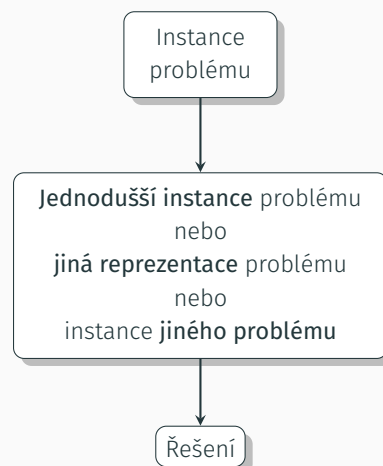 Instance
problému
Jednodušší instance problému
nebo
jiná reprezentace problému
nebo
instance jiného problému
Řešení